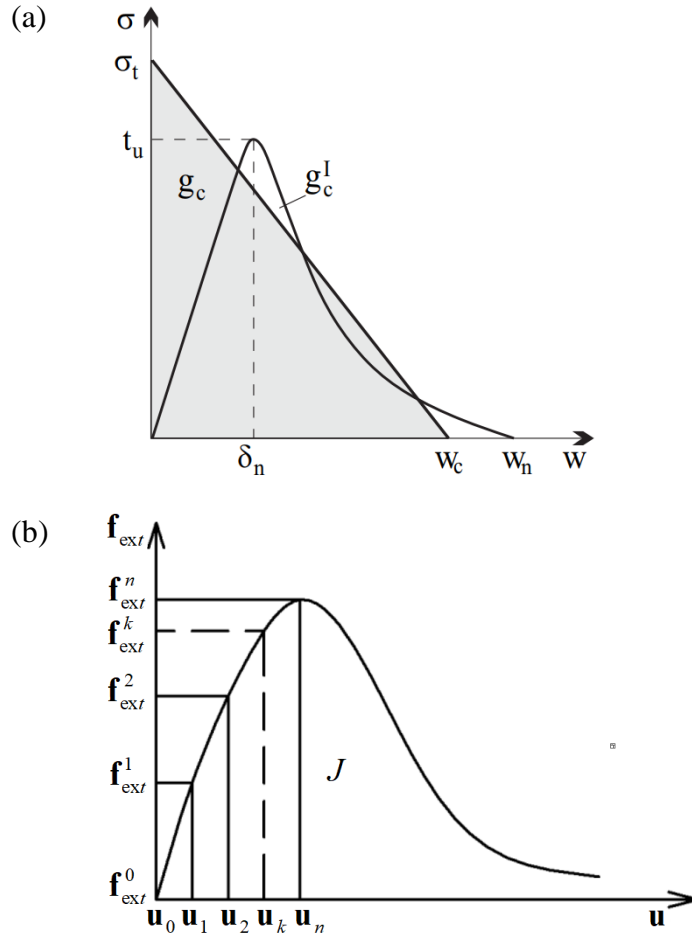 (a)
σ
σt
tu
gc
gcI
δn
wc
wn
w
(b)
fext
fextn
fextk
fext2
fext1
fext0
J
u0
u1
u2
uk
un
u